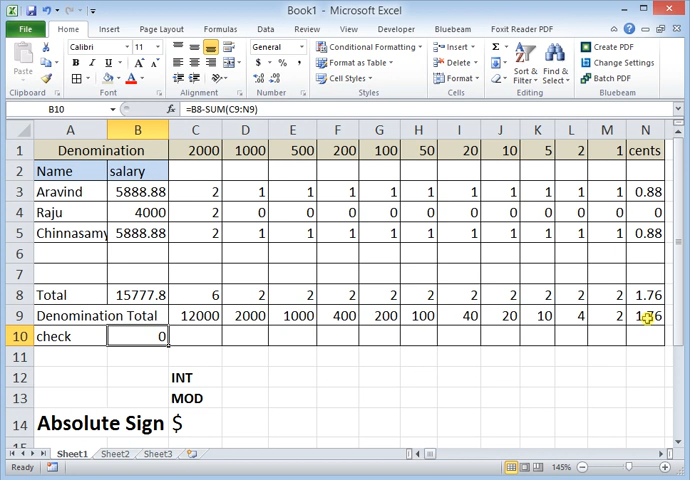 Book1 - Microsoft Excel
File Home Insert Page Layout Formulas Data Review View Developer Bluebeam Foxit Reader PDF
Calibri 11 General Conditional Formatting Insert Create PDF
Paste B I U $ % , Format as Table Delete Sort & Filter Find & Select Change Settings
Cell Styles Format Batch PDF
Clipboard Font Alignment Number Styles Cells Editing Bluebeam
B10 fx =B8-SUM(C9:N9)
A B C D E F G H I J K L M N
1 Denomination 2000 1000 500 200 100 50 20 10 5 2 1 cents
2 Name salary
3 Aravind 5888.88 2 1 1 1 1 1 1 1 1 1 1 0.88
4 Raju 4000 2 0 0 0 0 0 0 0 0 0 0 0
5 Chinnasamy 5888.88 2 1 1 1 1 1 1 1 1 1 1 0.88
6
7
8 Total 15777.8 6 2 2 2 2 2 2 2 2 2 2 1.76
9 Denomination Total 12000 2000 1000 400 200 100 40 20 10 4 2 1.76
10 check 0
11
12 INT
13 MOD
14 Absolute Sign $
15
Sheet1 Sheet2 Sheet3
Ready 145%